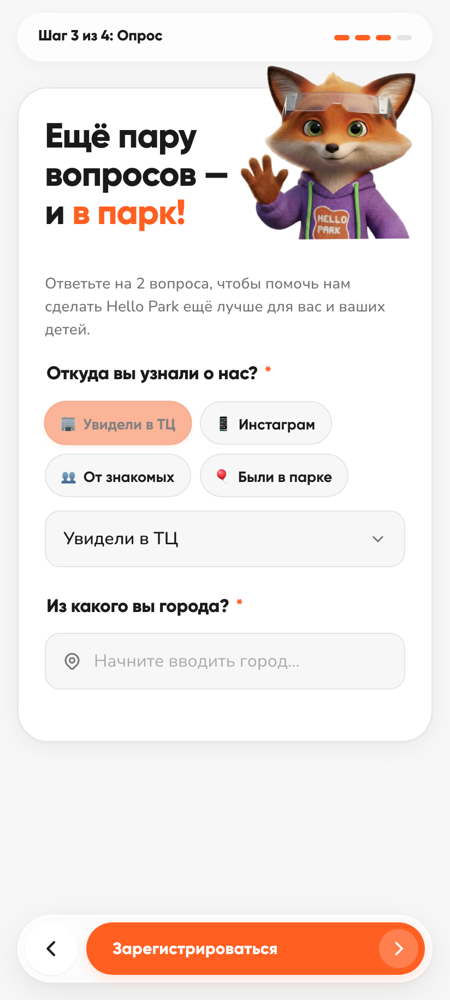 Шаг 3 из 4: Опрос
Ещё пару
вопросов —
и в парк!
HELLO
PARK
Ответьте на 2 вопроса, чтобы помочь нам
сделать Hello Park ещё лучше для вас и ваших
детей.
Откуда вы узнали о нас? *
Увидели в ТЦ
Инстаграм
От знакомых
Были в парке
Увидели в ТЦ
Из какого вы города? *
Начните вводить город...
Зарегистрироваться